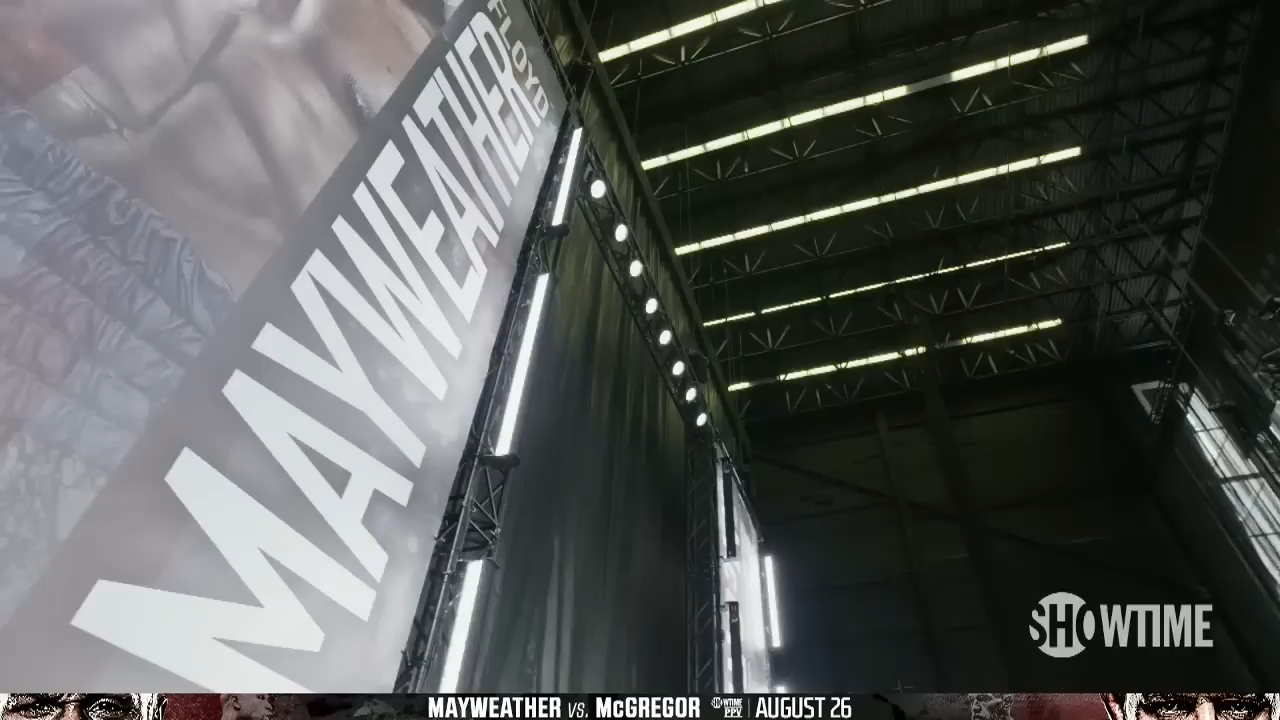 FLOYD
MAYWEATHER
SHOWTIME
MAYWEATHER VS. McGREGOR SHOWTIME PPV | AUGUST 26